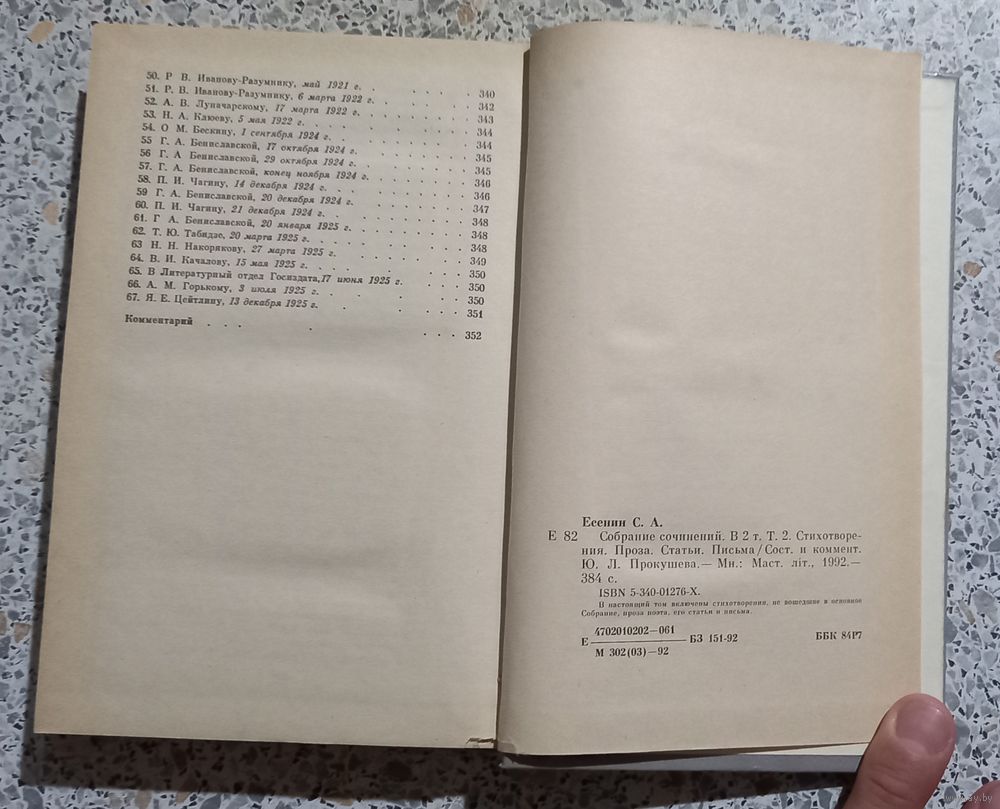 50. Р. В. Иванову-Разумнику, май 1921 г. . . . . . 340
51. Р. В. Иванову-Разумнику, 6 марта 1922 г. . . . . . 342
52. А. В. Луначарскому, 17 марта 1922 г. . . . . . 343
53. Н. А. Клюеву, 5 мая 1922 г. . . . . . 344
54. О М. Бескину, 1 сентября 1924 г. . . . . . 344
55 Г. А. Бениславской, 17 октября 1924 г. . . . . . 345
56 Г. А Бениславской, 29 октября 1924 г. . . . . . 345
57. Г. А. Бениславской, конец ноября 1924 г. . . . . . 346
58. П. И. Чагину, 14 декабря 1924 г. . . . . . 346
59 Г. А. Бениславской, 20 декабря 1924 г. . . . . . 347
60. П. И. Чагину, 21 декабря 1924 г. . . . . . 348
61. Г А. Бениславской, 20 января 1925 г. . . . . . 348
62. Т. Ю. Табидзе, 20 марта 1925 г. . . . . . 348
63 Н. Н. Накорякову, 27 марта 1925 г. . . . . . 349
64. В. И. Качалову, 15 мая 1925 г. . . . . . 350
65. В Литературный отдел Госиздата, 17 июня 1925 г. . . . 350
66. А. М. Горькому, 3 июля 1925 г. . . . . . 350
67. Я. Е. Цейтлину, 13 декабря 1925 г. . . . . . 351
Комментарий . . . . . . . 352
Есенин С. А.
Е 82 Собрание сочинений. В 2 т. Т. 2. Стихотворе-
ния. Проза. Статьи. Письма / Сост. и коммент.
Ю. Л. Прокушева. — Мн.: Маст. літ., 1992. —
384 с.
ISBN 5-340-01276-X.
В настоящий том включены стихотворения, не вошедшие в основное
Собрание, проза поэта, его статьи и письма.
4702010202—061
Е БЗ 151-92 ББК 84Р7
М 302(03)—92
ay.by